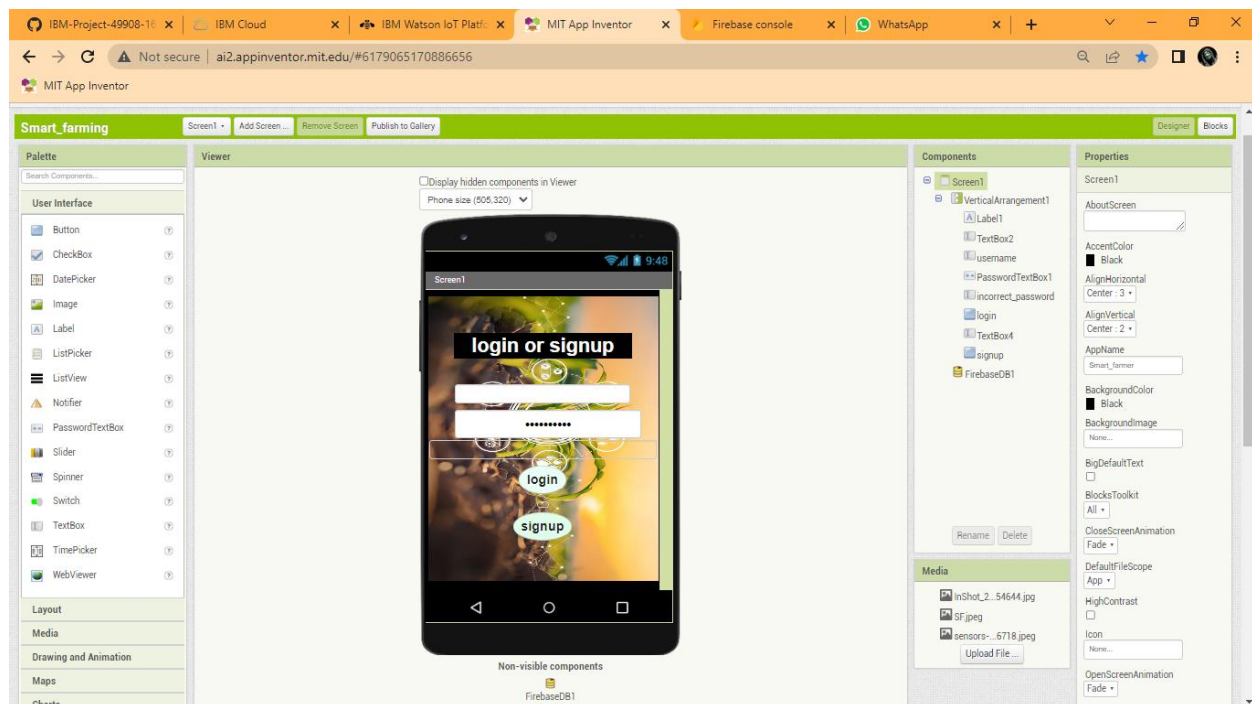 IBM-Project-49908-16
IBM Cloud
IBM Watson IoT Platfo
MIT App Inventor
Firebase console
WhatsApp
Not secure
ai2.appinventor.mit.edu/#6179065170886656
MIT App Inventor
Smart_farming
Screen1
Add Screen ...
Remove Screen
Publish to Gallery
Designer
Blocks
Palette
Search Components...
User Interface
Button
CheckBox
DatePicker
Image
Label
ListPicker
ListView
Notifier
PasswordTextBox
Slider
Spinner
Switch
TextBox
TimePicker
WebViewer
Layout
Media
Drawing and Animation
Maps
Charts
Viewer
Display hidden components in Viewer
Phone size (505,320)
9:48
Screen1
login or signup
••••••••••
login
signup
Non-visible components
FirebaseDB1
Components
Screen1
VerticalArrangement1
Label1
TextBox2
username
PasswordTextBox1
incorrect_password
login
TextBox4
signup
FirebaseDB1
Rename
Delete
Media
InShot_2...54644.jpg
SF.jpeg
sensors-...6718.jpeg
Upload File ...
Properties
Screen1
AboutScreen
AccentColor
Black
AlignHorizontal
Center : 3
AlignVertical
Center : 2
AppName
Smart_farmer
BackgroundColor
Black
BackgroundImage
None...
BigDefaultText
BlocksToolkit
All
CloseScreenAnimation
Fade
DefaultFileScope
App
HighContrast
Icon
None...
OpenScreenAnimation
Fade